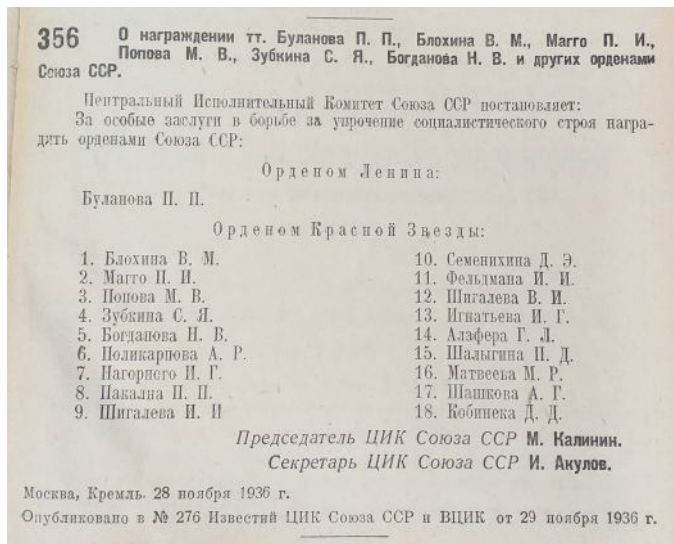 356 О награждении тт. Буланова П. П., Блохина В. М., Магго П. И.,
Попова М. В., Зубкина С. Я., Богданова Н. В. и других орденами
Союза ССР.
Центральный Исполнительный Комитет Союза ССР постановляет:
За особые заслуги в борьбе за упрочение социалистического строя награ-
дить орденами Союза ССР:
Орденом Ленина:
Буланова П. П.
Орденом Красной Звезды:
1. Блохина В. М.
2. Магго П. И.
3. Попова М. В.
4. Зубкина С. Я.
5. Богданова Н. В.
6. Поликарпова А. Р.
7. Нагорнего И. Г.
8. Пакална П. П.
9. Шигалева И. И
10. Семенихина Д. Э.
11. Фельдмана И. И.
12. Шигалева В. И.
13. Игнатьева И. Г.
14. Алафера Г. Л.
15. Шалыгина П. Д.
16. Матвеева М. Р.
17. Шашкова А. Г.
18. Кобинека Д. Д.
Председатель ЦИК Союза ССР М. Калинин.
Секретарь ЦИК Союза ССР И. Акулов.
Москва, Кремль. 28 ноября 1936 г.
Опубликовано в № 276 Известий ЦИК Союза ССР и ВЦИК от 29 ноября 1936 г.